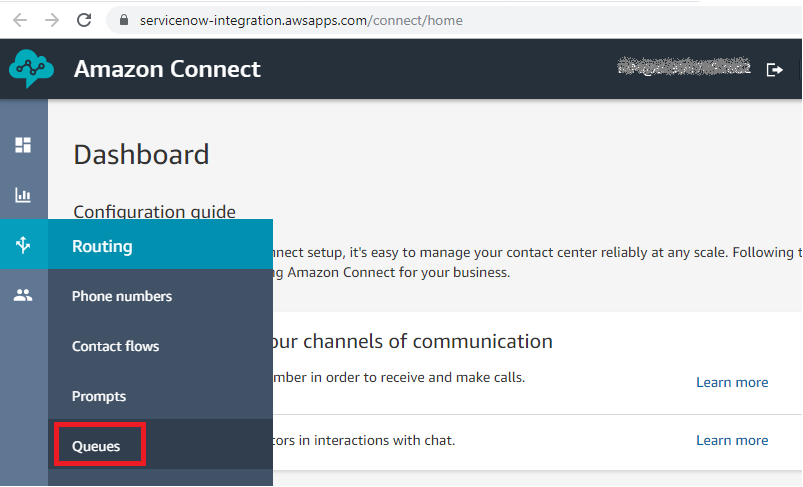 servicenow-integration.awsapps.com/connect/home
Amazon Connect
Dashboard
Configuration guide
Routing
nnect setup, it's easy to manage your contact center reliably at any scale. Following t
ng Amazon Connect for your business.
Phone numbers
our channels of communication
Contact flows
mber in order to receive and make calls.
Learn more
Prompts
tors in interactions with chat.
Learn more
Queues